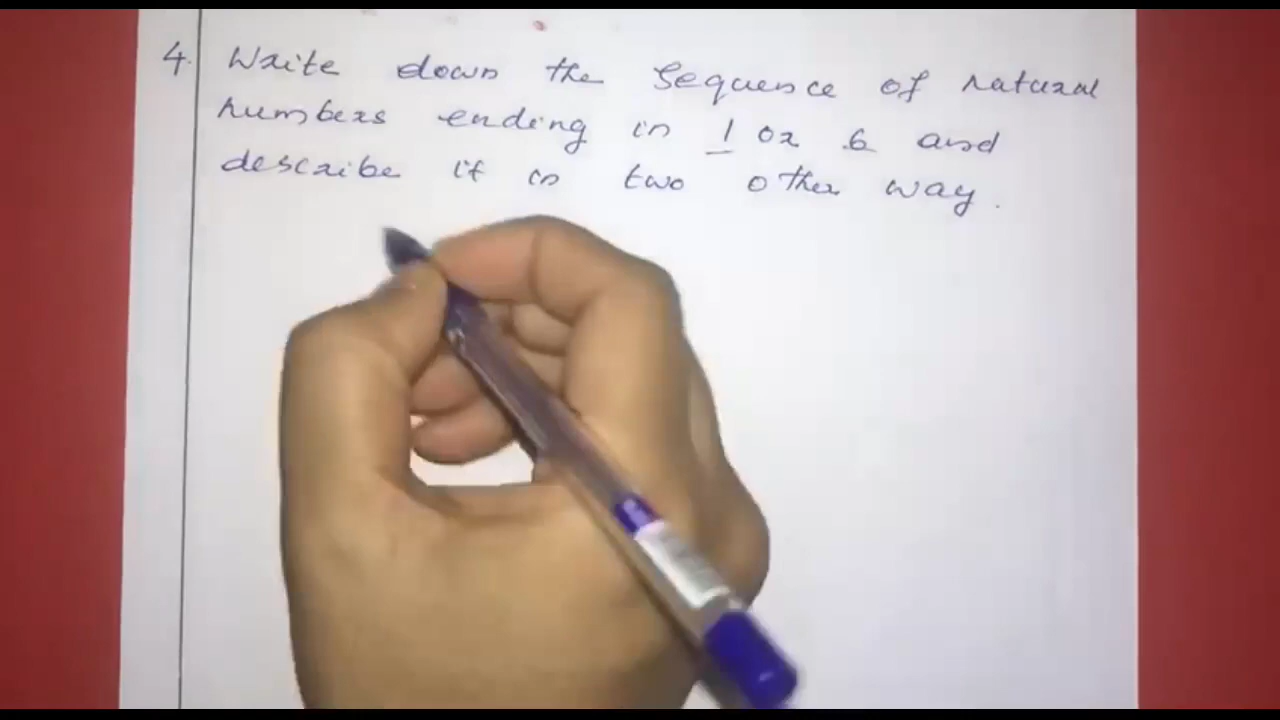 4. Write down the sequence of natural
numbers ending in 1 or 6 and
describe it in two other way.